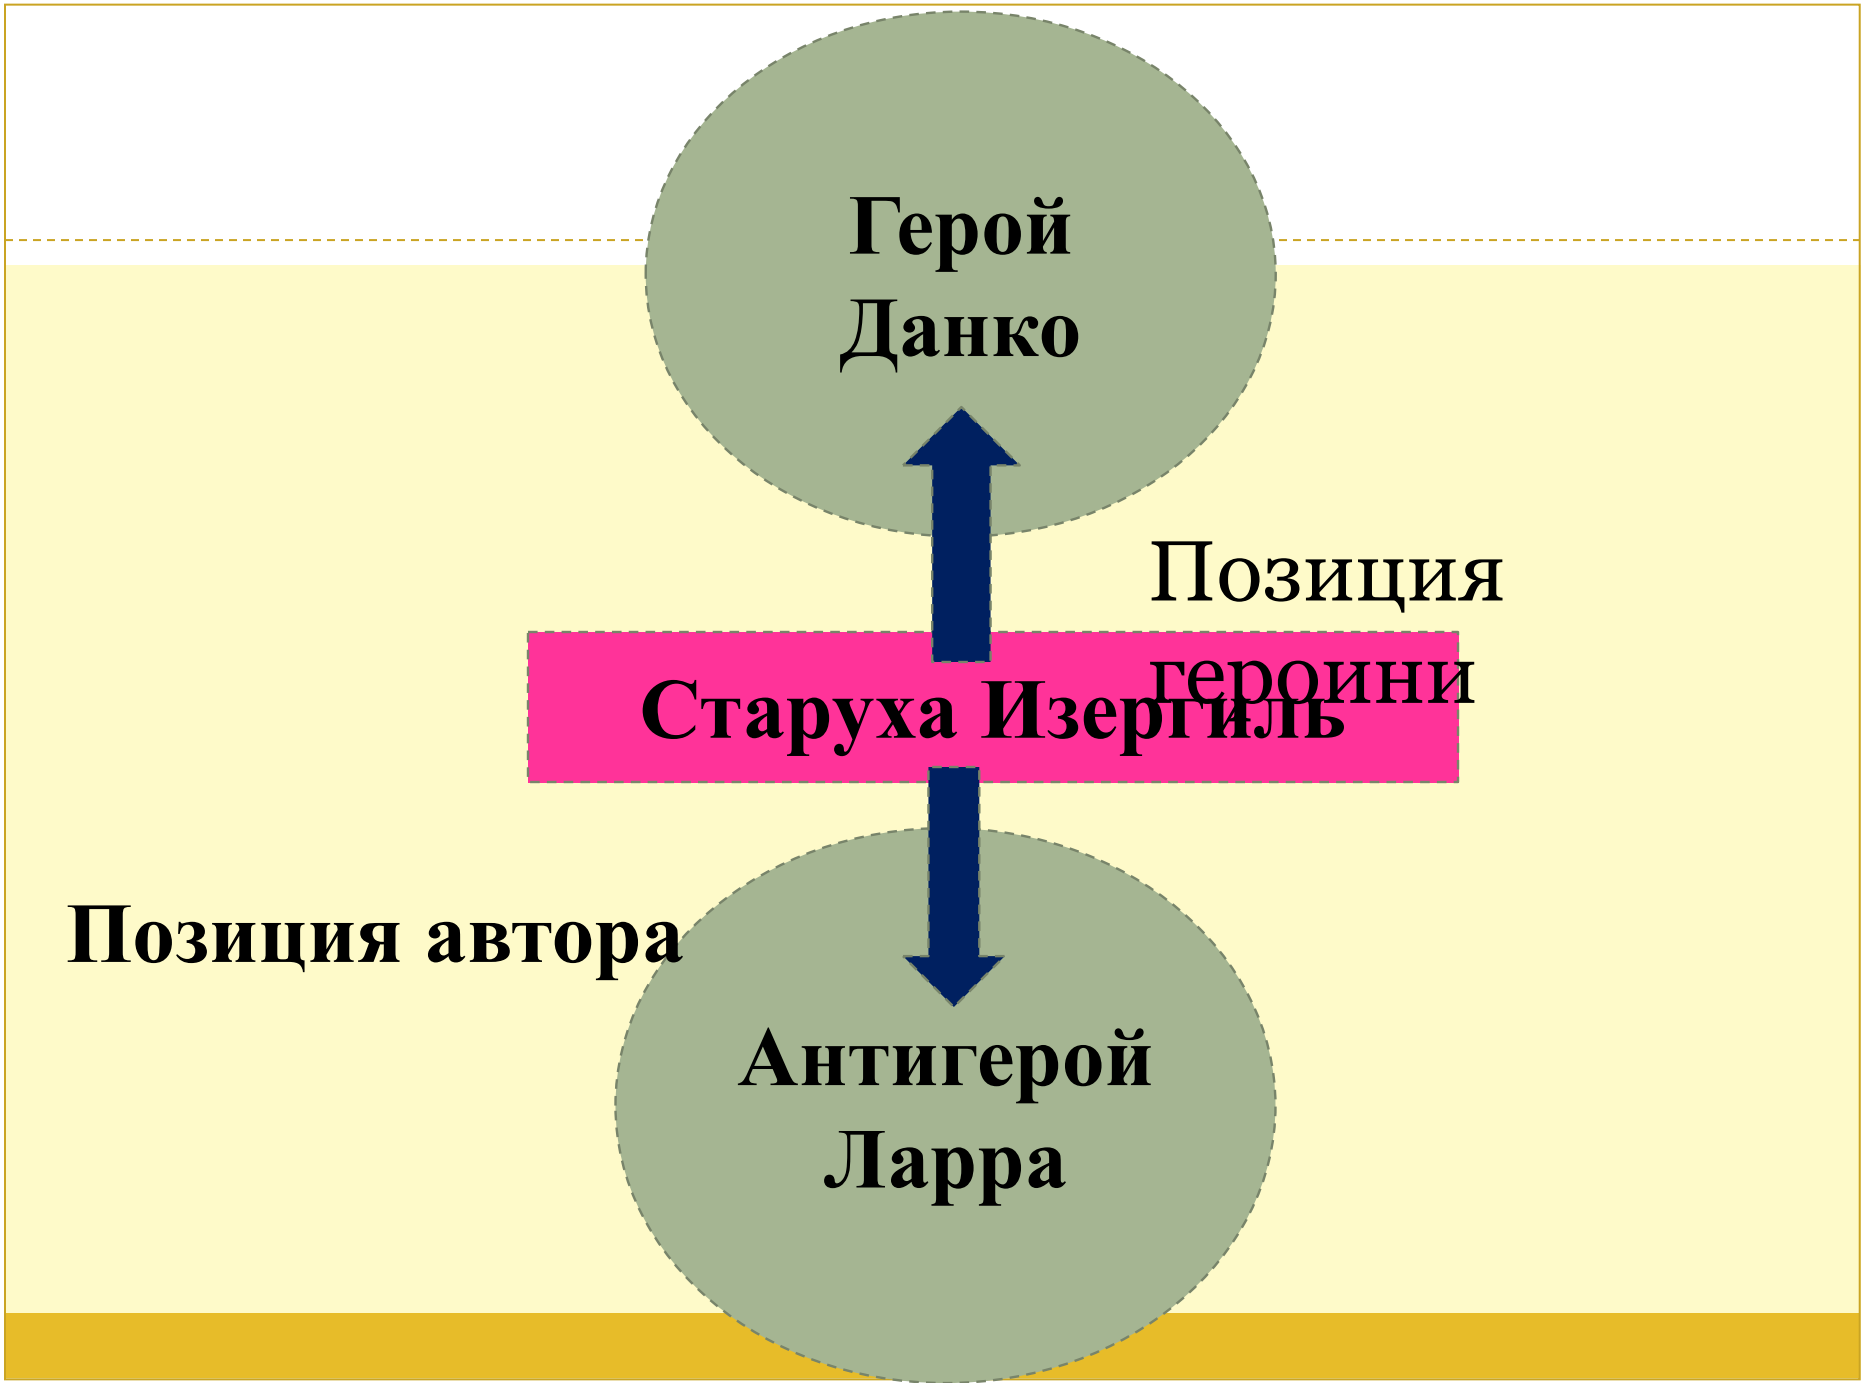 Герой
Данко
Позиция
героини
Старуха Изергиль
Позиция автора
Антигерой
Ларра